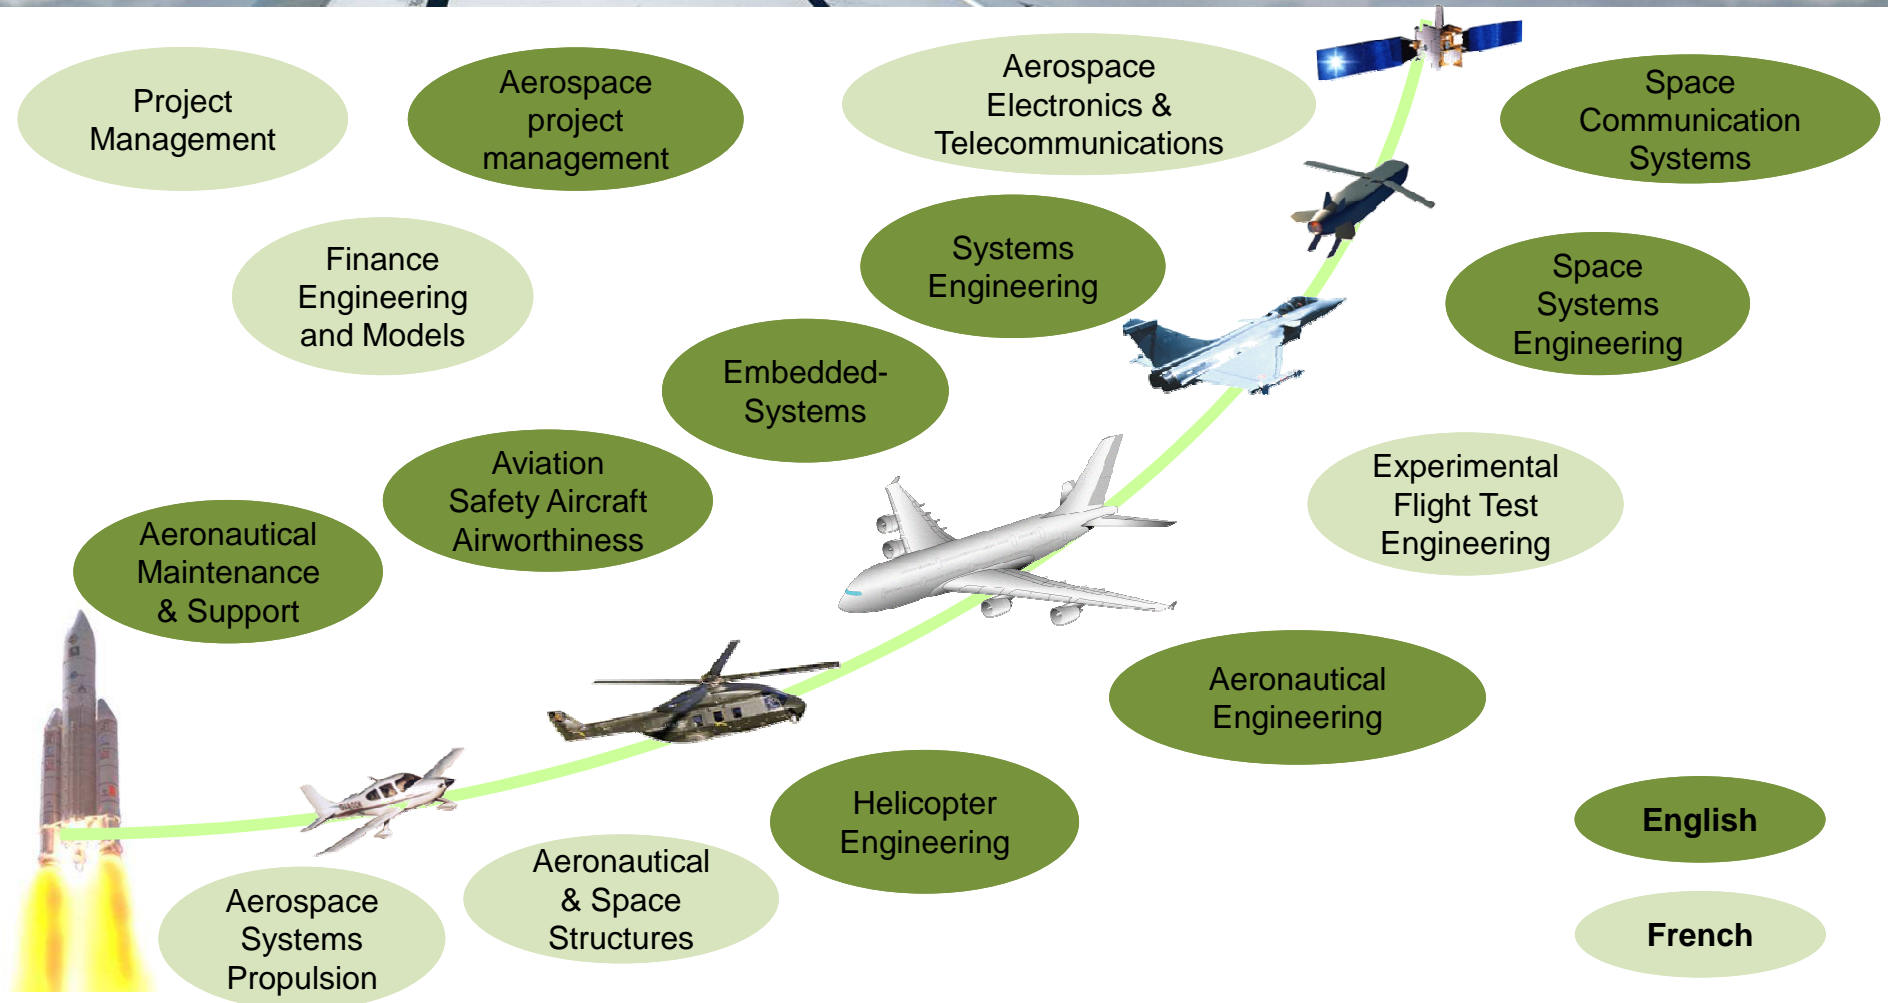 Project
Management
Aerospace
project
management
Aerospace
Electronics &
Telecommunications
Space
Communication
Systems
Finance
Engineering
and Models
Systems
Engineering
Space
Systems
Engineering
Embedded-
Systems
Aviation
Safety Aircraft
Airworthiness
Experimental
Flight Test
Engineering
Aeronautical
Maintenance
& Support
Aeronautical
Engineering
Helicopter
Engineering
English
Aeronautical
& Space
Structures
Aerospace
Systems
Propulsion
French